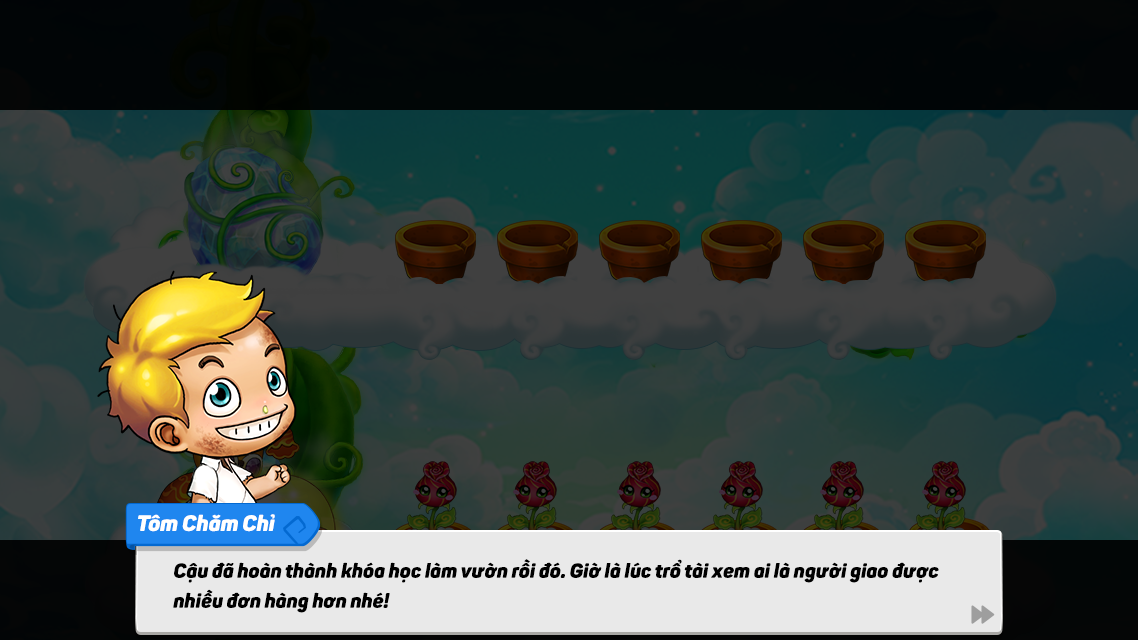 Tôm Chăm Chỉ
Cậu đã hoàn thành khóa học làm vườn rồi đó. Giờ là lúc trổ tài xem ai là người giao được
nhiều đơn hàng hơn nhé!